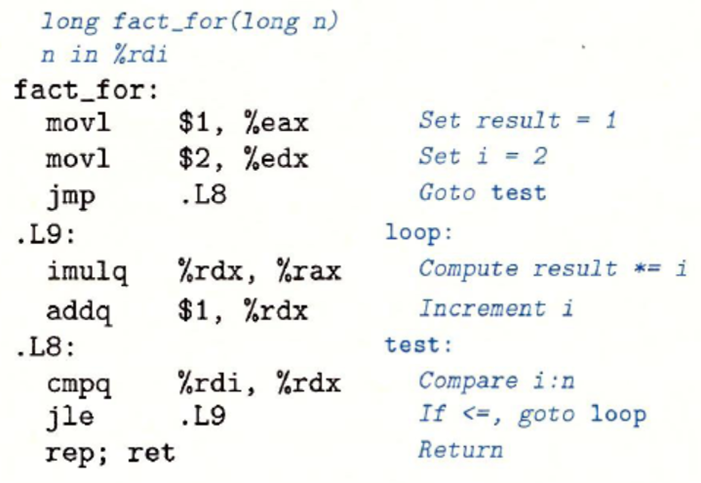 long fact_for(long n)
n in %rdi
fact_for:
movl $1, %eax Set result = 1
movl $2, %edx Set i = 2
jmp .L8 Goto test
.L9: loop:
imulq %rdx, %rax Compute result *= i
addq $1, %rdx Increment i
.L8: test:
cmpq %rdi, %rdx Compare i:n
jle .L9 If <=, goto loop
rep; ret Return